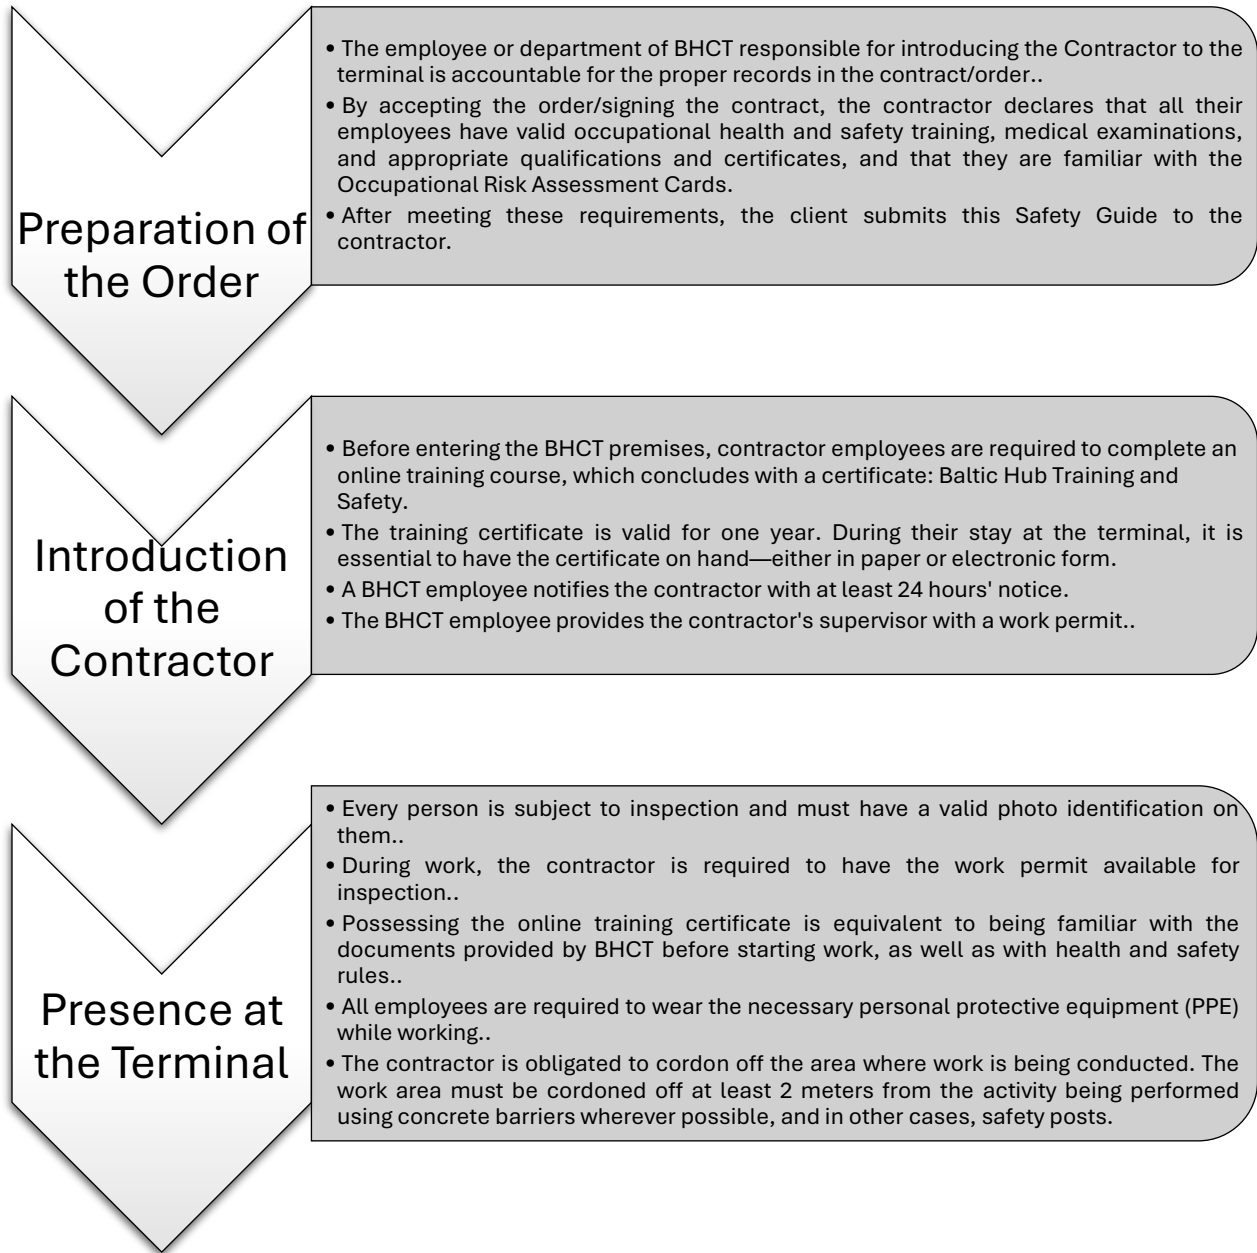 Preparation of
the Order
• The employee or department of BHCT responsible for introducing the Contractor to the
terminal is accountable for the proper records in the contract/order..
• By accepting the order/signing the contract, the contractor declares that all their
employees have valid occupational health and safety training, medical examinations,
and appropriate qualifications and certificates, and that they are familiar with the
Occupational Risk Assessment Cards.
• After meeting these requirements, the client submits this Safety Guide to the
contractor.
Introduction
of the
Contractor
• Before entering the BHCT premises, contractor employees are required to complete an
online training course, which concludes with a certificate: Baltic Hub Training and
Safety.
• The training certificate is valid for one year. During their stay at the terminal, it is
essential to have the certificate on hand—either in paper or electronic form.
• A BHCT employee notifies the contractor with at least 24 hours' notice.
• The BHCT employee provides the contractor's supervisor with a work permit..
Presence at
the Terminal
• Every person is subject to inspection and must have a valid photo identification on
them..
• During work, the contractor is required to have the work permit available for
inspection..
• Possessing the online training certificate is equivalent to being familiar with the
documents provided by BHCT before starting work, as well as with health and safety
rules..
• All employees are required to wear the necessary personal protective equipment (PPE)
while working..
• The contractor is obligated to cordon off the area where work is being conducted. The
work area must be cordoned off at least 2 meters from the activity being performed
using concrete barriers wherever possible, and in other cases, safety posts.